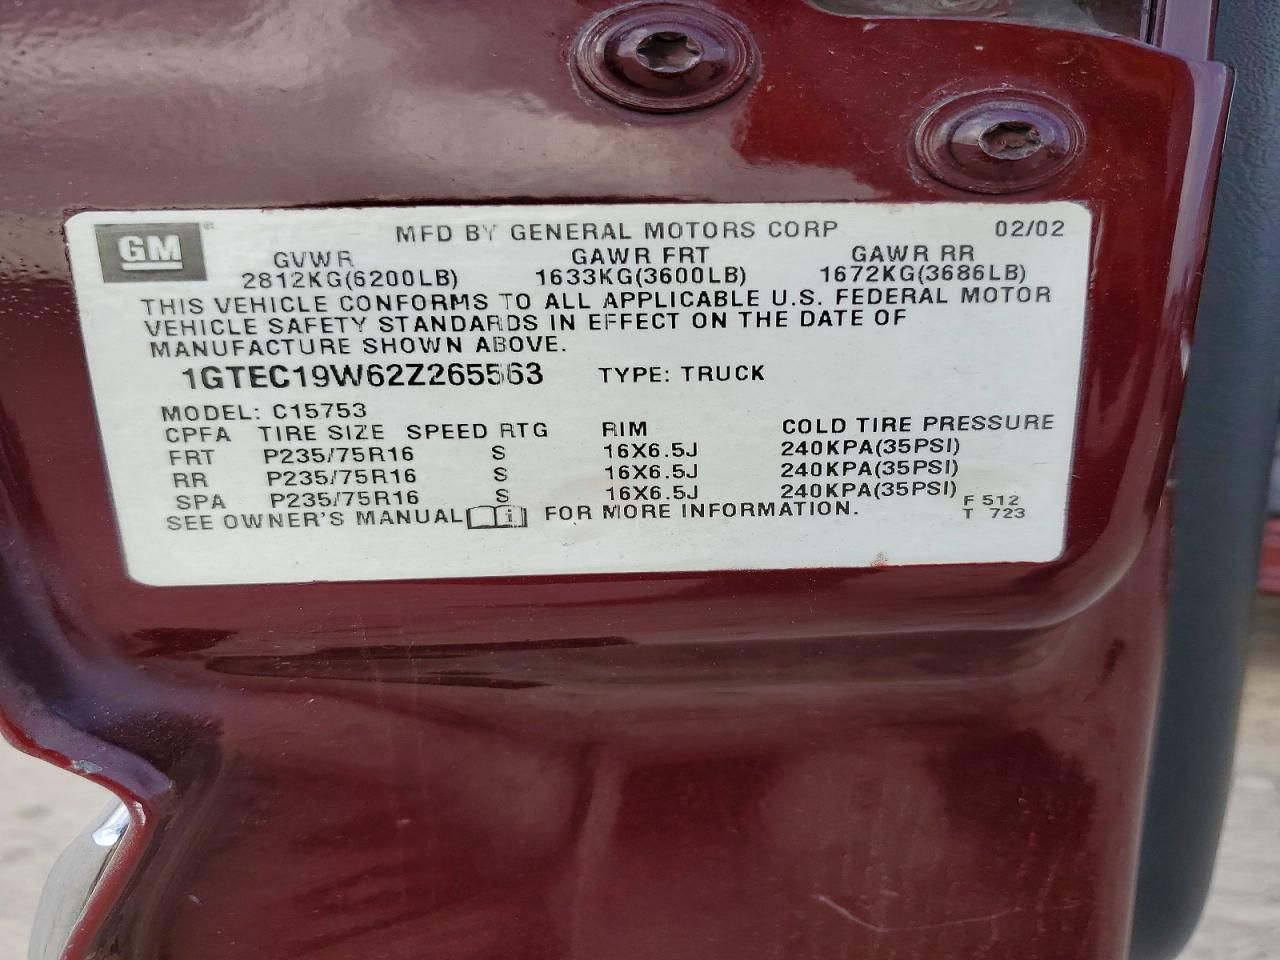 GM MFD BY GENERAL MOTORS CORP 02/02
GVWR GAWR FRT GAWR RR
2812KG(6200LB) 1633KG(3600LB) 1672KG(3686LB)
THIS VEHICLE CONFORMS TO ALL APPLICABLE U.S. FEDERAL MOTOR
VEHICLE SAFETY STANDARDS IN EFFECT ON THE DATE OF
MANUFACTURE SHOWN ABOVE.
1GTEC19W62Z265563 TYPE: TRUCK
MODEL: C15753
CPFA TIRE SIZE SPEED RTG RIM COLD TIRE PRESSURE
FRT P235/75R16 S 16X6.5J 240KPA(35PSI)
RR P235/75R16 S 16X6.5J 240KPA(35PSI)
SPA P235/75R16 S 16X6.5J 240KPA(35PSI) F 512
SEE OWNER'S MANUAL i FOR MORE INFORMATION. T 723